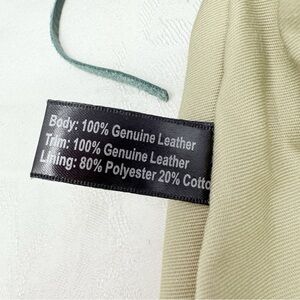 Body: 100% Genuine Leather
Trim: 100% Genuine Leather
Lining: 80% Polyester 20% Cotto